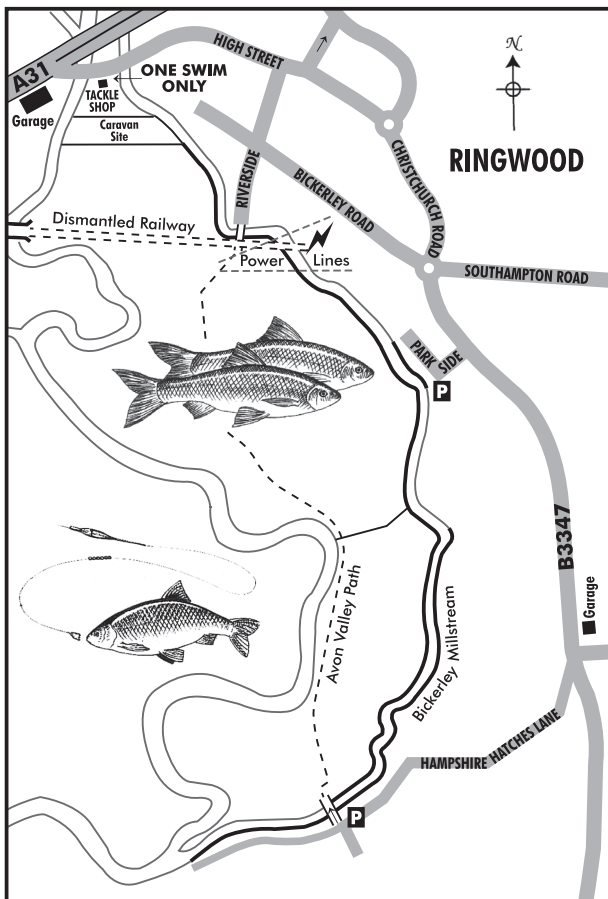 A31
HIGH STREET
N
ONE SWIM
ONLY
TACKLE
SHOP
Garage
Caravan
Site
RINGWOOD
CHRISTCHURCH ROAD
RIVERSIDE
BICKERLEY ROAD
Dismantled Railway
Power Lines
SOUTHAMPTON ROAD
PARK
SIDE
P
B3347
Garage
Avon Valley Path
Bickerley Millstream
HAMPSHIRE HATCHES LANE
P